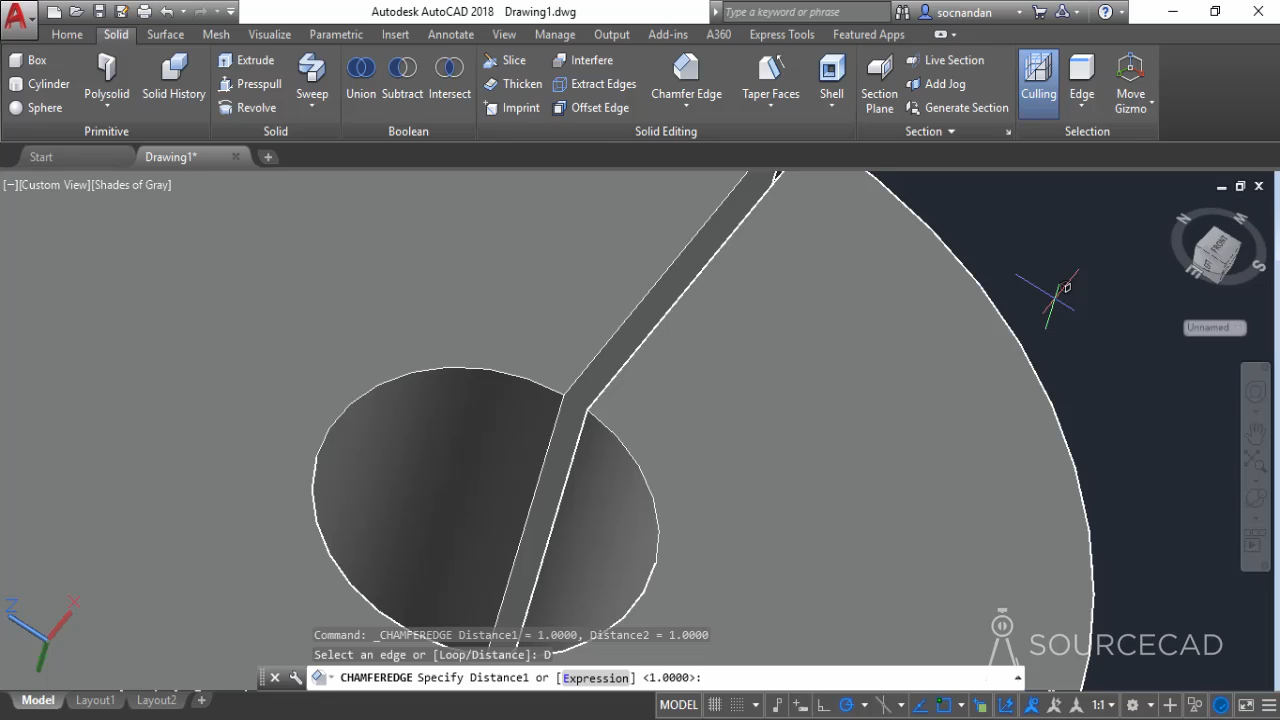 Autodesk AutoCAD 2018 Drawing1.dwg
Type a keyword or phrase
socnandan
Home Solid Surface Mesh Visualize Parametric Insert Annotate View Manage Output Add-ins A360 Express Tools Featured Apps
Box
Cylinder
Sphere
Polysolid
Solid History
Primitive
Extrude
Presspull
Revolve
Sweep
Solid
Union
Subtract
Intersect
Boolean
Slice
Thicken
Imprint
Interfere
Extract Edges
Offset Edge
Chamfer Edge
Taper Faces
Shell
Solid Editing
Section
Plane
Live Section
Add Jog
Generate Section
Section
Culling
Edge
Move
Gizmo
Selection
Start
Drawing1*
[−][Custom View][Shades of Gray]
N
W
FRONT
S
E
Unnamed
Z
X
Command: _CHAMFEREDGE Distance1 = 1.0000, Distance2 = 1.0000
Select an edge or [Loop/Distance]: D
CHAMFEREDGE Specify Distance1 or [Expression] <1.0000>:
SOURCECAD
Model Layout1 Layout2 +
MODEL
1:1